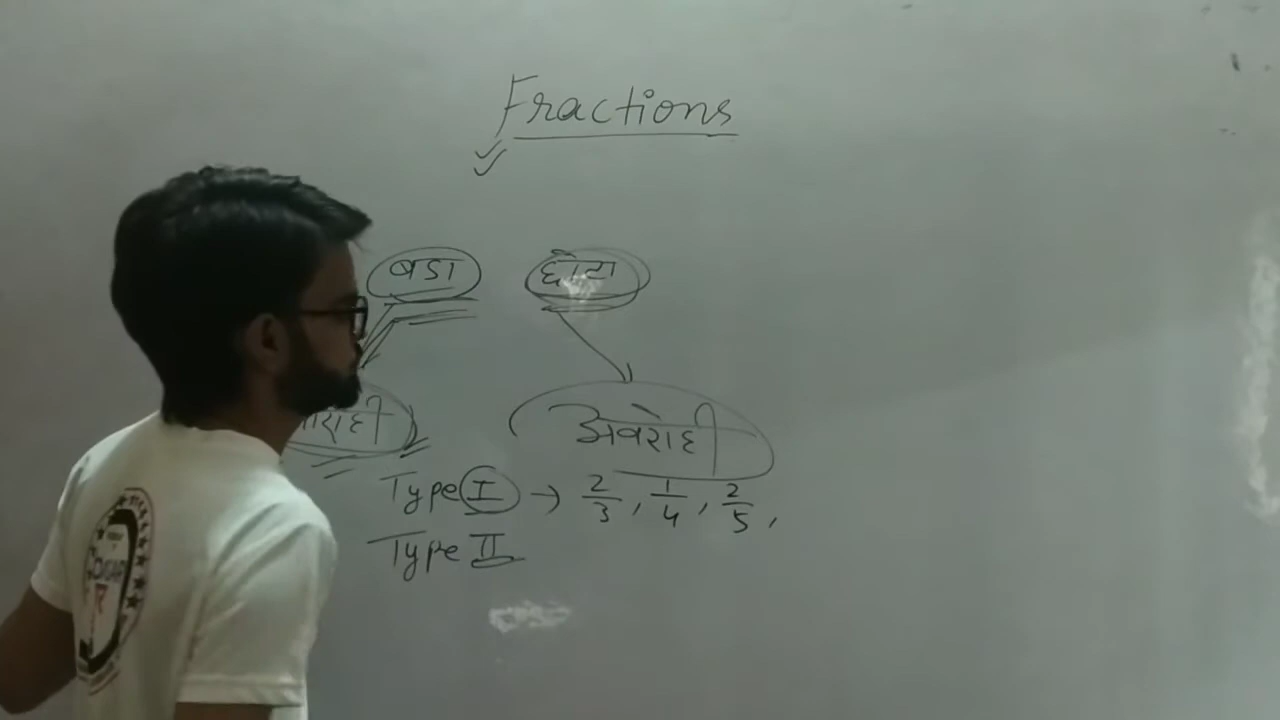 Fractions
बडा छोटा
अवरोही
Type I → 2/3, 1/4, 2/5,
Type II